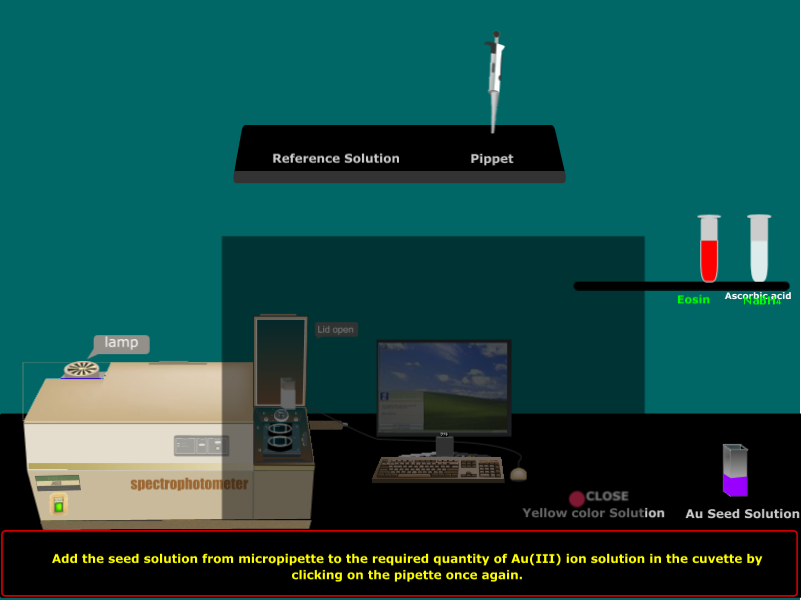 Reference Solution
Pippet
Eosin
Ascorbic acid
NaBH4
Lid open
lamp
spectrophotometer
CLOSE
Yellow color Solution
Au Seed Solution
Add the seed solution from micropipette to the required quantity of Au(III) ion solution in the cuvette by
clicking on the pipette once again.